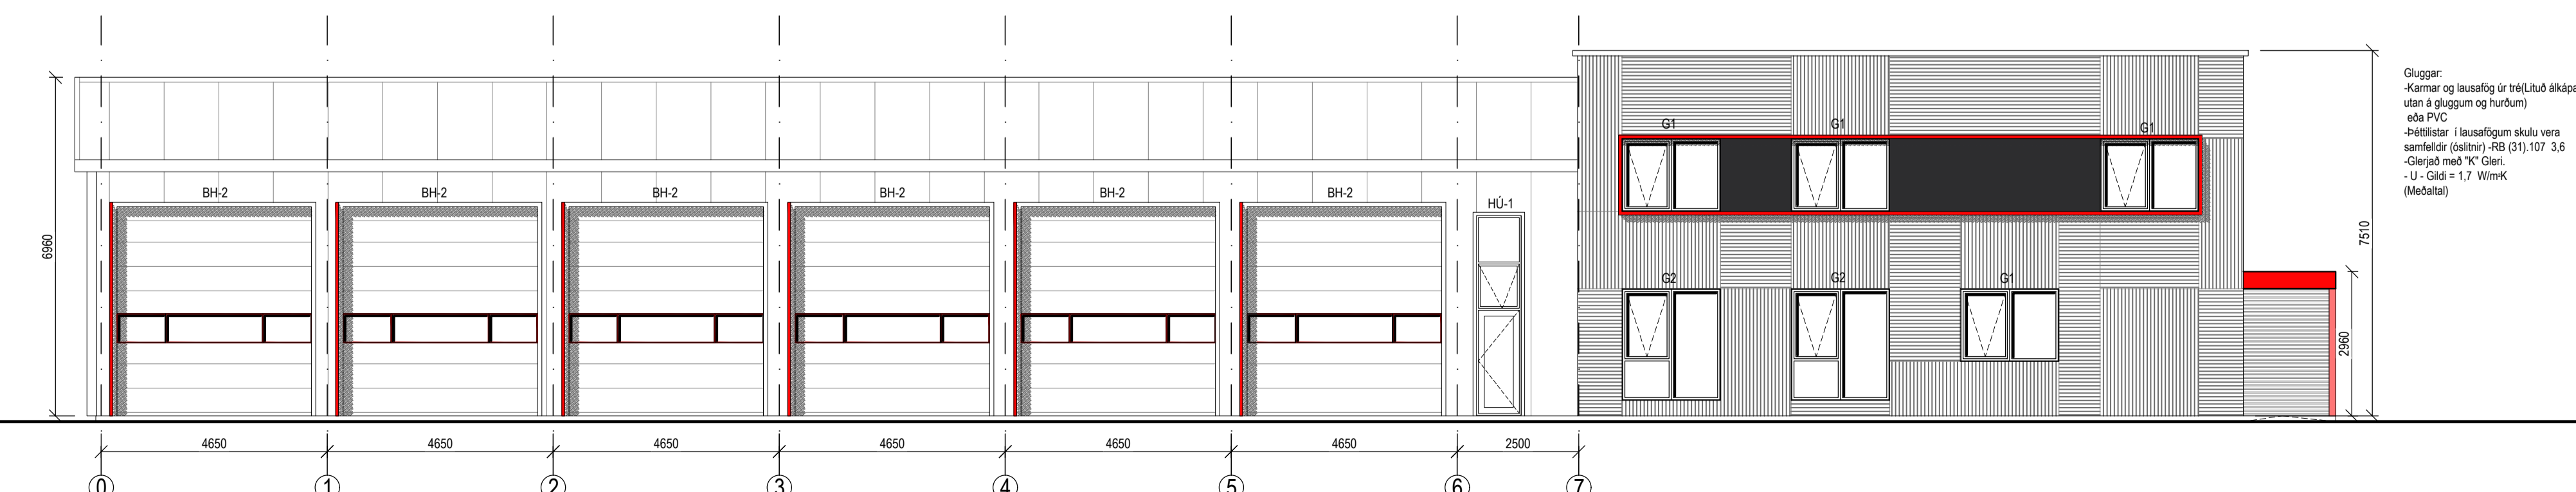 Gluggar:
-Karmar og lausafög úr tré(Lituð álkápa
utan á gluggum og hurðum)
eða PVC
-Þéttilistar í lausafögum skulu vera
samfelldir (óslitnir) -RB (31).107 3,6
-Glerjað með "K" Gleri.
- U - Gildi = 1,7 W/m²K
(Meðaltal)
G1 G1 G1
BH-2 BH-2 BH-2 BH-2 BH-2 BH-2 HÚ-1
6960
7510
G2 G2 G1
2960
4650 4650 4650 4650 4650 4650 2500
0 1 2 3 4 5 6 7